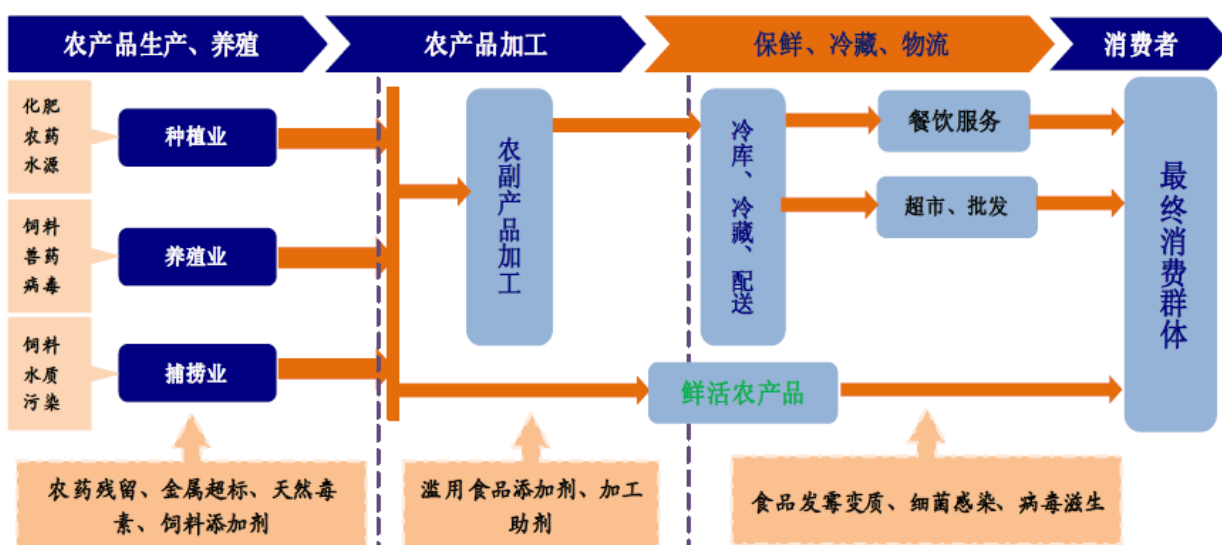 农产品生产、养殖
农产品加工
保鲜、冷藏、物流
消费者
化肥
农药
水源
种植业
饲料
兽药
病毒
养殖业
饲料
水质
污染
捕捞业
农副产品加工
冷库、冷藏、配送
餐饮服务
超市、批发
鲜活农产品
最终消费群体
农药残留、金属超标、天然毒
素、饲料添加剂
滥用食品添加剂、加工
助剂
食品发霉变质、细菌感染、病毒滋生